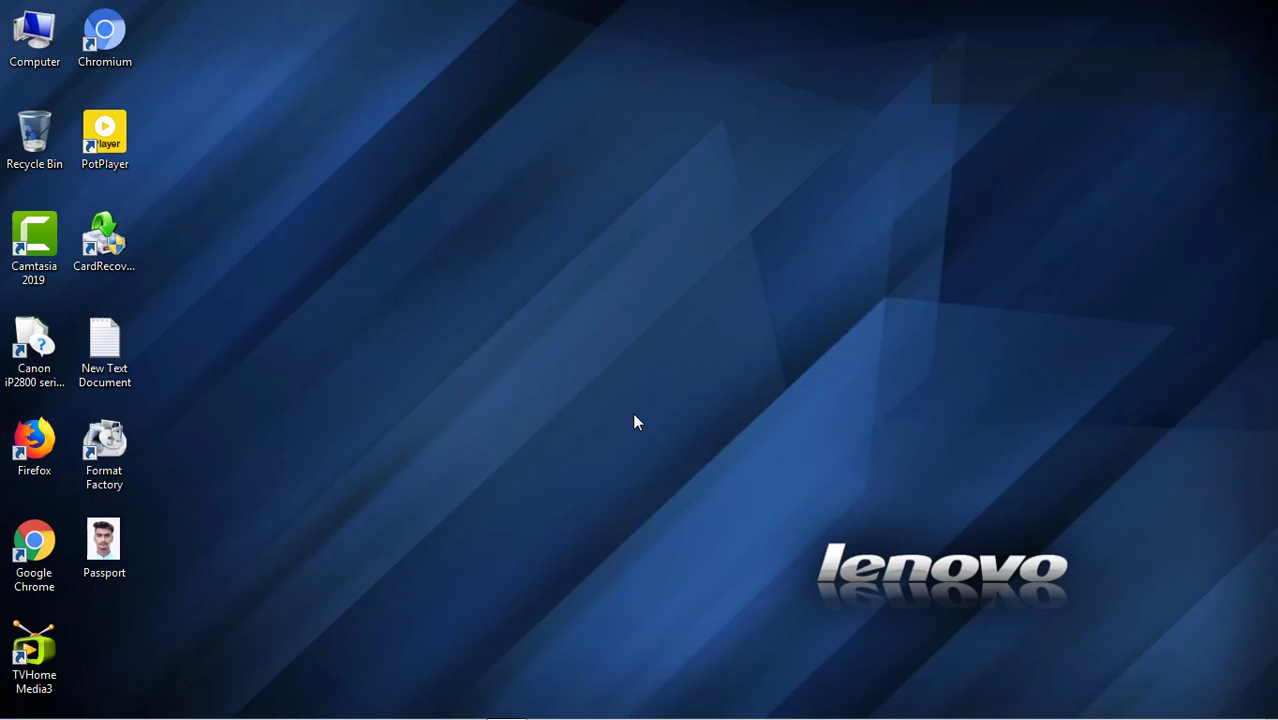 Computer
Chromium
Recycle Bin
Player
PotPlayer
Camtasia
2019
CardRecov...
Canon
iP2800 seri...
New Text
Document
Firefox
Format
Factory
Google
Chrome
Passport
TVHome
Media3
lenovo